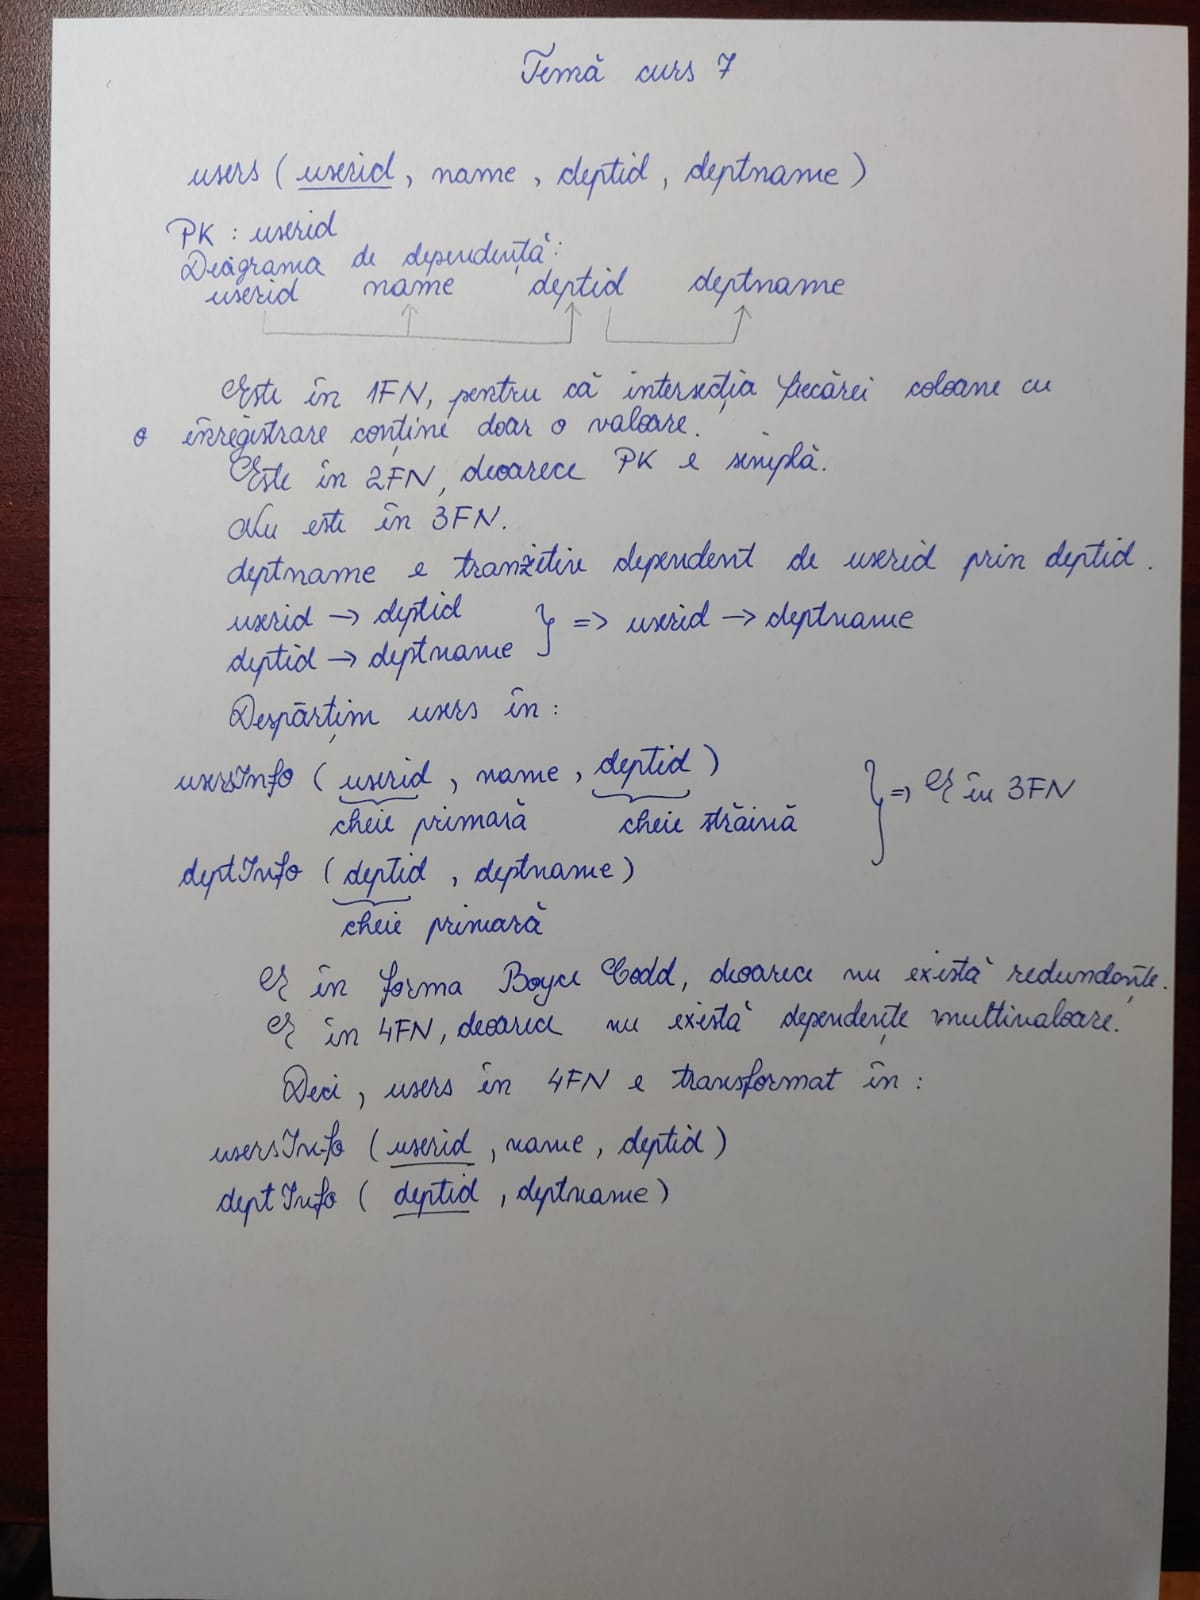 Temă curs 7
users ( userid , name , deptid , deptname )
PK : userid
Diagrama de dependență :
userid name deptid deptname
Este în 1FN, pentru că intersecția fiecărei coloane cu
o înregistrare conține doar o valoare.
Este în 2FN, deoarece PK e simplă.
Nu este în 3FN.
deptname e tranzitiv dependent de userid prin deptid .
userid → deptid
deptid → deptname } => userid → deptname
Despărțim users în :
usersInfo ( userid , name , deptid )
cheie primară cheie străină } => E în 3FN
deptInfo ( deptid , deptname )
cheie primară
E în forma Boyce Codd, deoarece nu există redundanțe.
E în 4FN, deoarece nu există dependențe multivaloare.
Deci , users în 4FN e transformat în :
usersInfo ( userid , name , deptid )
deptInfo ( deptid , deptname )